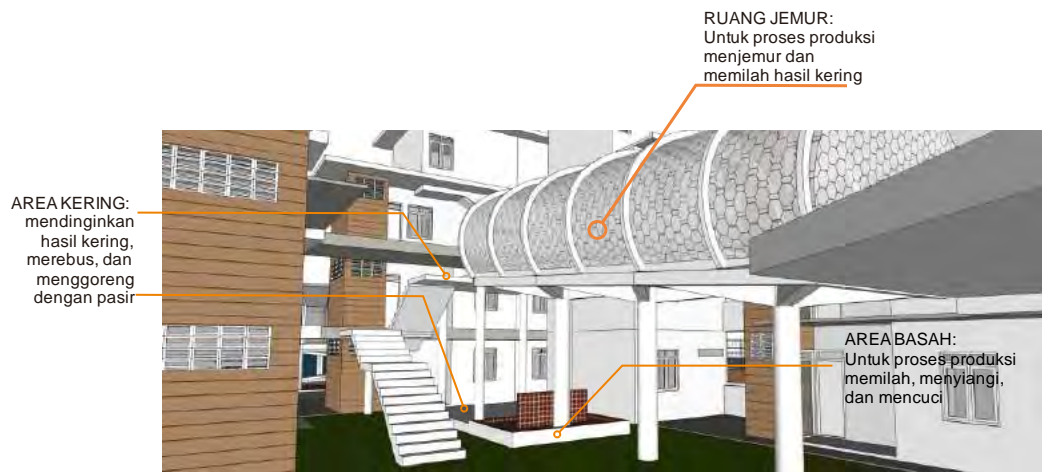 RUANG JEMUR:
Untuk proses produksi
menjemur dan
memilah hasil kering
AREA KERING:
mendinginkan
hasil kering,
merebus, dan
menggoreng
dengan pasir
AREA BASAH:
Untuk proses produksi
memilah, menyiangi,
dan mencuci